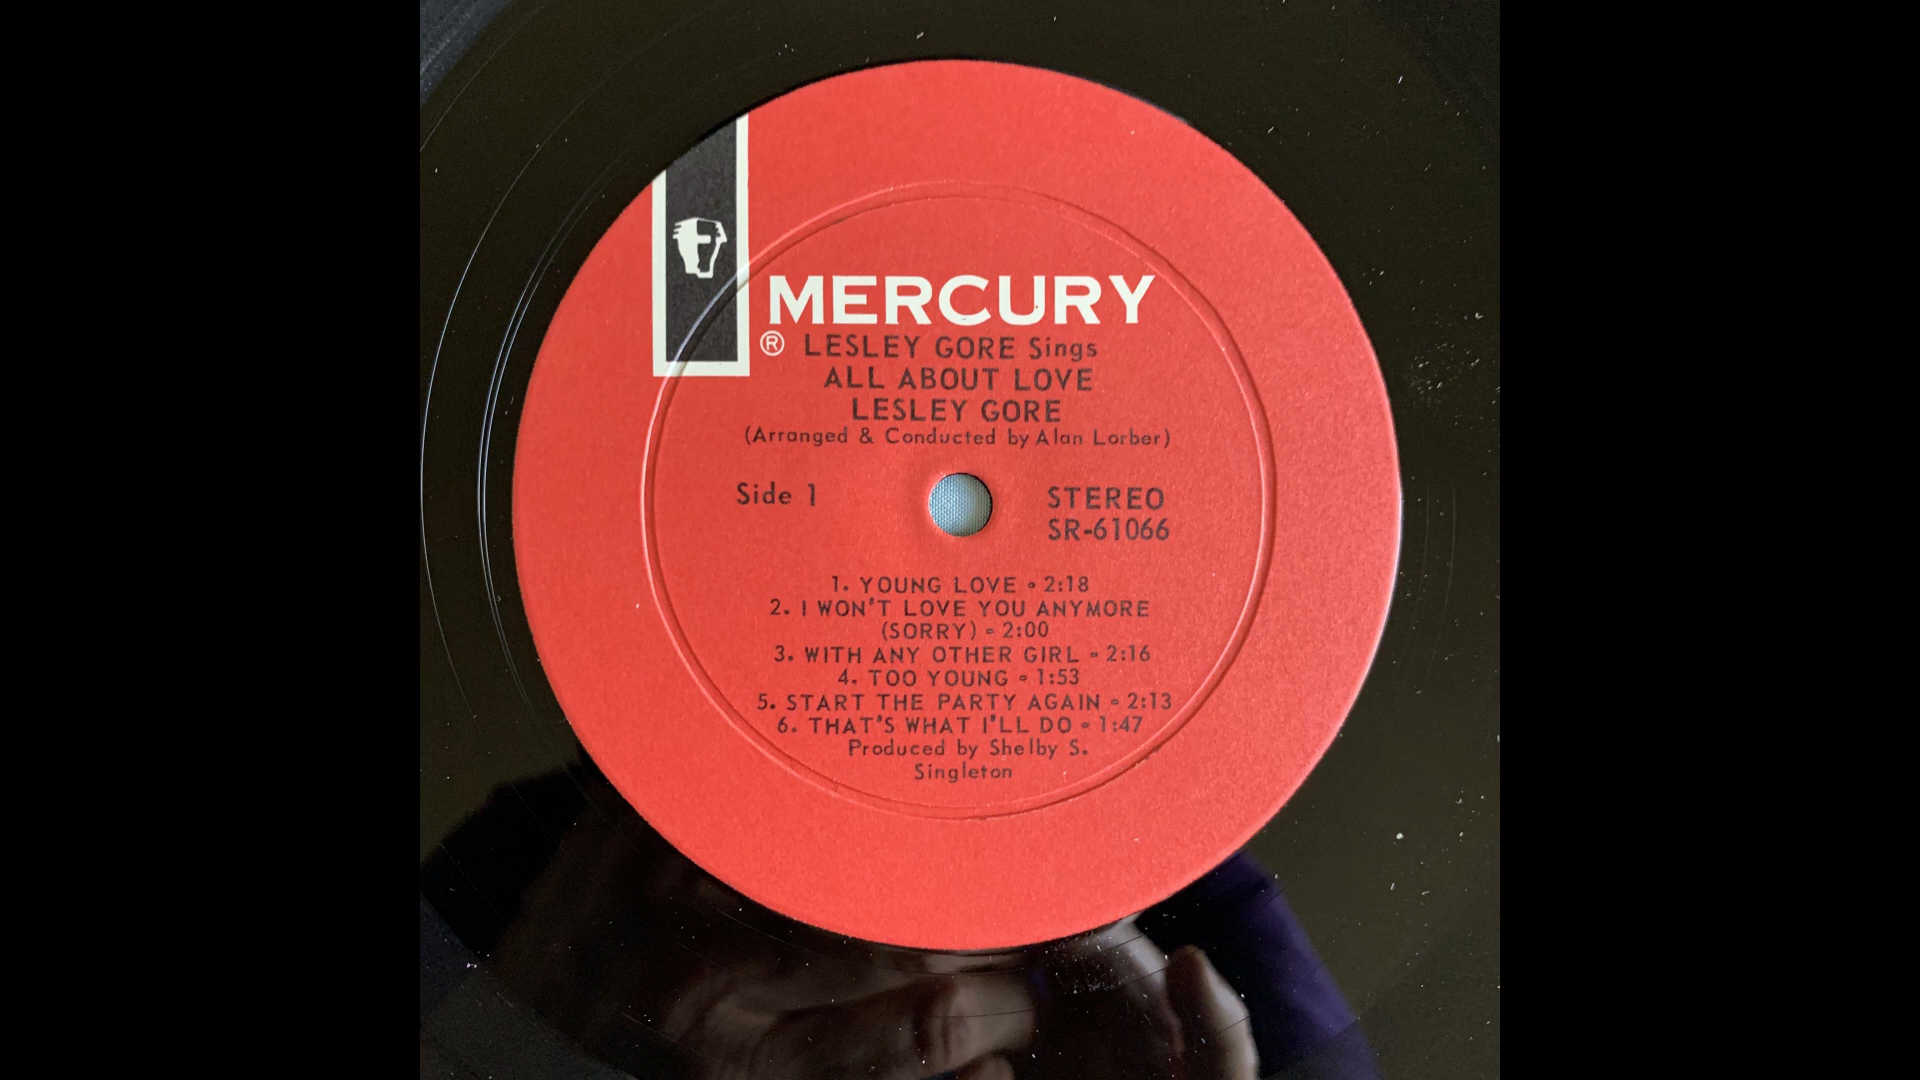 MERCURY
® LESLEY GORE Sings
ALL ABOUT LOVE
LESLEY GORE
(Arranged & Conducted by Alan Lorber)
Side 1
STEREO
SR-61066
1. YOUNG LOVE - 2:18
2. I WON'T LOVE YOU ANYMORE
(SORRY) - 2:00
3. WITH ANY OTHER GIRL - 2:16
4. TOO YOUNG - 1:53
5. START THE PARTY AGAIN - 2:13
6. THAT'S WHAT I'LL DO - 1:47
Produced by Shelby S.
Singleton